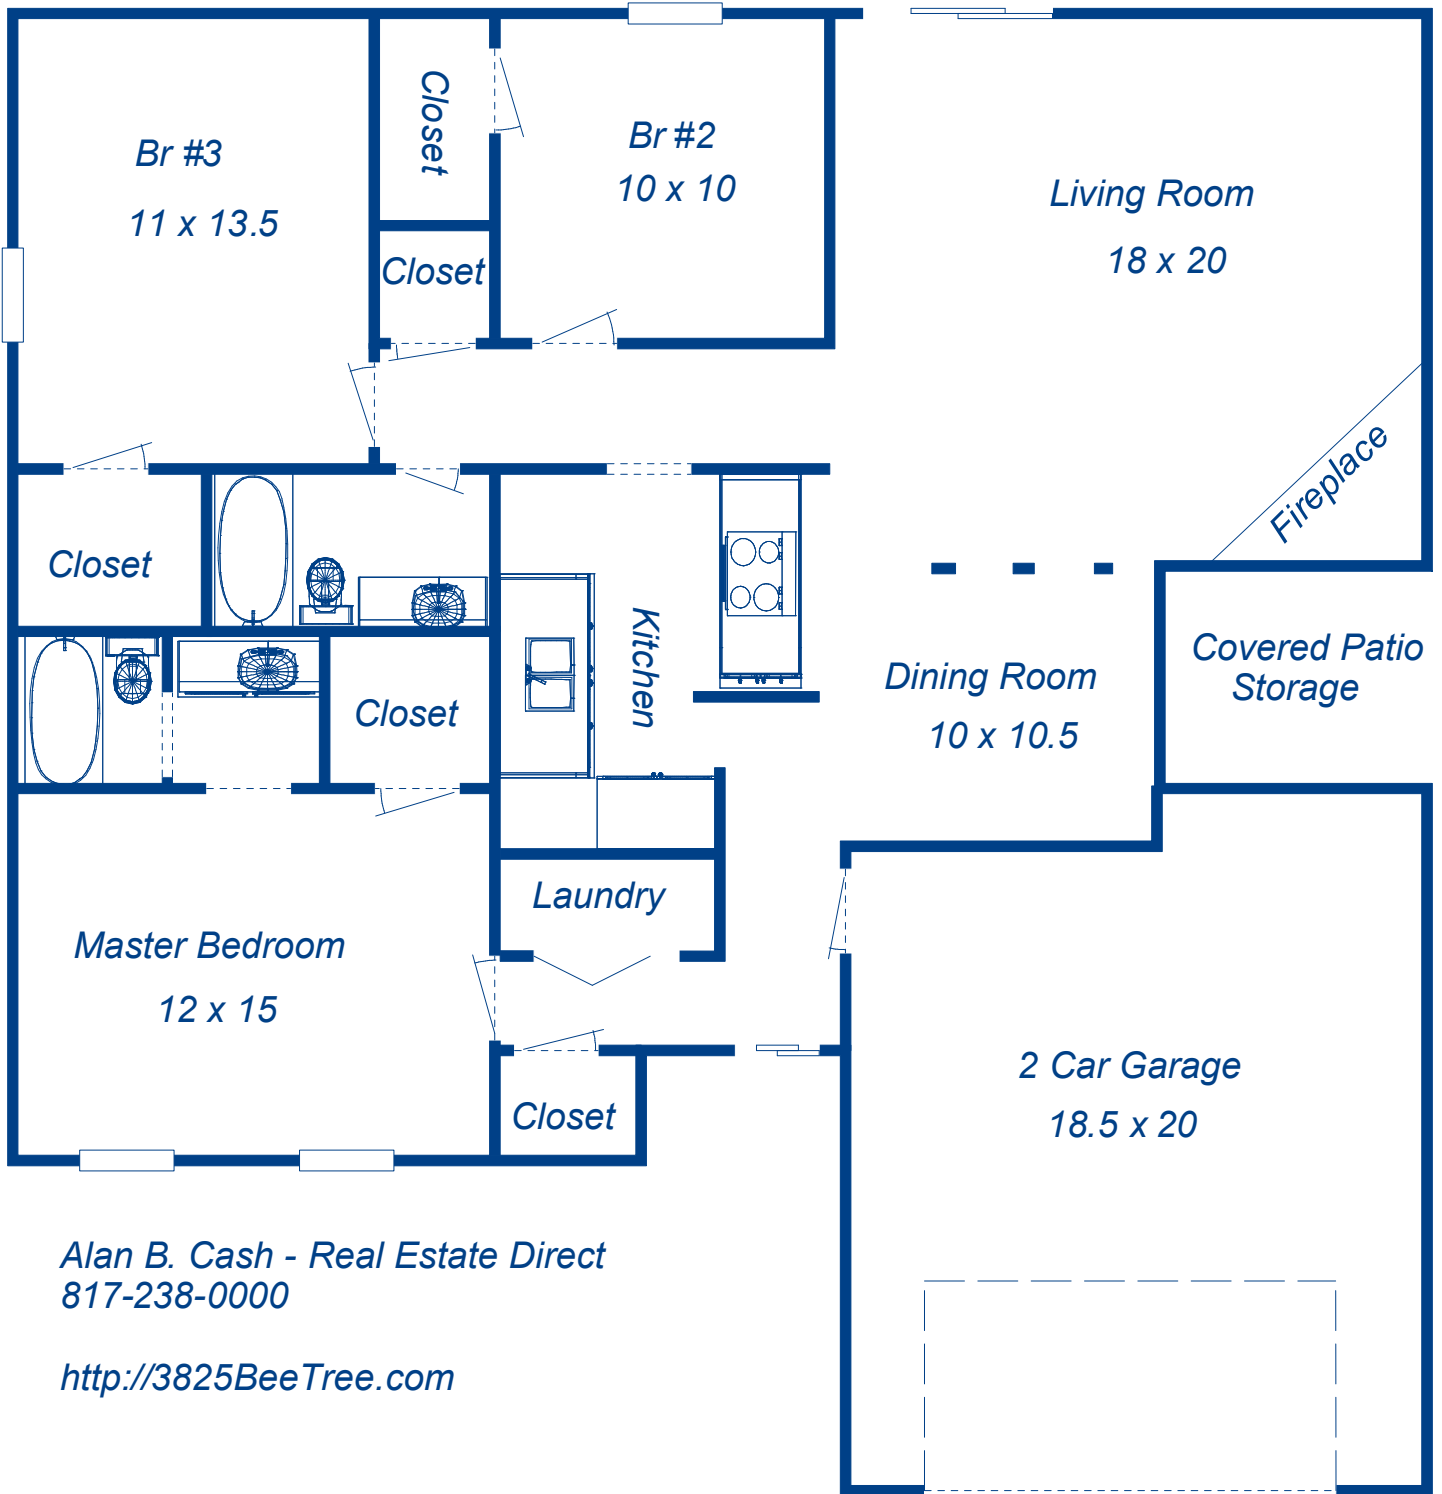 Br #3
11 x 13.5
Closet
Br #2
10 x 10
Closet
Living Room
18 x 20
Fireplace
Closet
Kitchen
Covered Patio
Storage
Dining Room
10 x 10.5
Closet
Laundry
Master Bedroom
12 x 15
Closet
2 Car Garage
18.5 x 20
Alan B. Cash - Real Estate Direct
817-238-0000
http://3825BeeTree.com